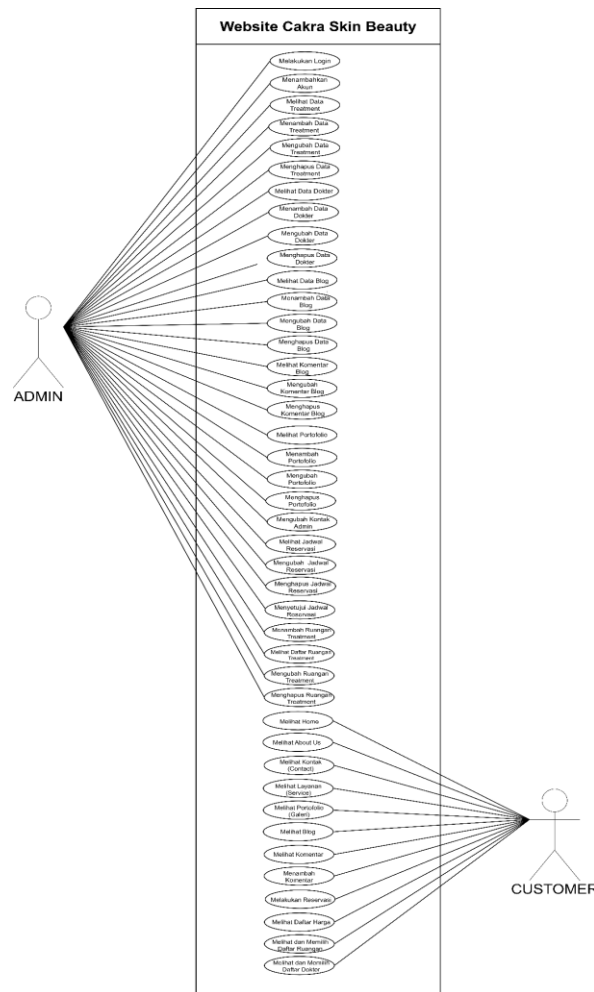 Website Cakra Skin Beauty
Melakukan Login
Menambahkan
Akun
Melihat Data
Treatment
Menambah Data
Treatment
Mengubah Data
Treatment
Menghapus Data
Treatment
Melihat Data Dokter
Menambah Data
Dokter
Mengubah Data
Dokter
Menghapus Data
Dokter
Melihat Data Blog
Menambah Data
Blog
Mengubah Data
Blog
Menghapus Data
Blog
Melihat Komentar
Blog
Mengubah
Komentar Blog
Menghapus
Komentar Blog
Melihat Portofolio
Menambah
Portofolio
Mengubah
Portofolio
Menghapus
Portofolio
Mengubah Kontak
Admin
Melihat Jadwal
Reservasi
Mengubah Jadwal
Reservasi
Menghapus Jadwal
Reservasi
Menyetujui Jadwal
Reservasi
Menambah Ruangan
Treatment
Melihat Daftar Ruangan
Treatment
Mengubah Ruangan
Treatment
Menghapus Ruangan
Treatment
ADMIN
Melihat Home
Melihat About Us
Melihat Kontak
(Contact)
Melihat Layanan
(Service)
Melihat Portofolio
(Galeri)
Melihat Blog
Melihat Komentar
Menambah
Komentar
Melakukan Reservasi
Melihat Daftar Harga
Melihat dan Memilih
Daftar Ruangan
Melihat dan Memilih
Daftar Dokter
CUSTOMER